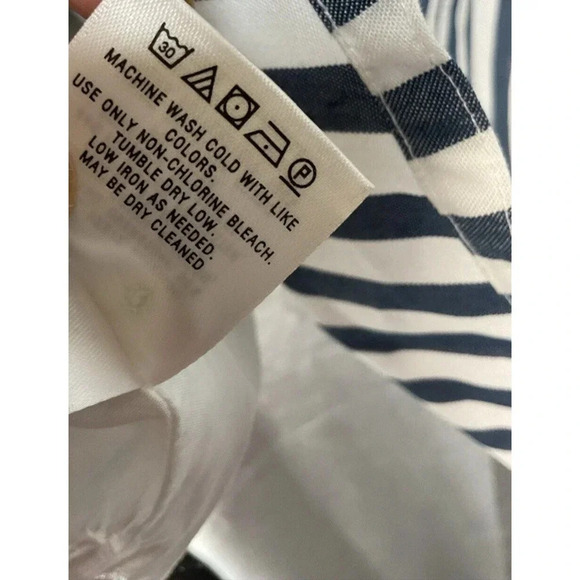 30 P
MACHINE WASH COLD WITH LIKE
COLORS.
USE ONLY NON-CHLORINE BLEACH.
TUMBLE DRY LOW.
LOW IRON AS NEEDED.
MAY BE DRY CLEANED